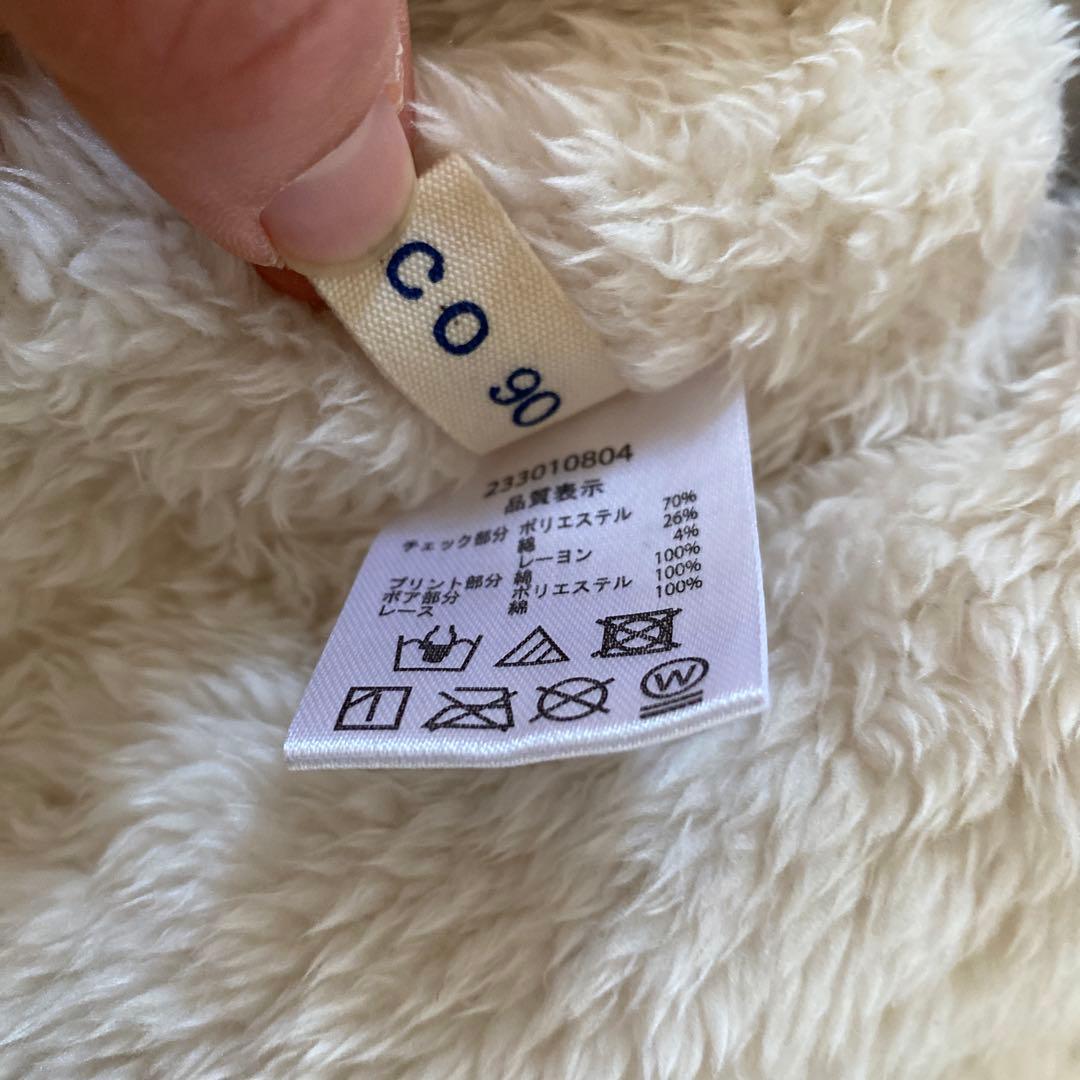 CO 90
233010804
品質表示
チェック部分 ポリエステル 70%
綿 26%
レーヨン 4%
プリント部分 綿 100%
ボア部分 ポリエステル 100%
レース 綿 100%
W